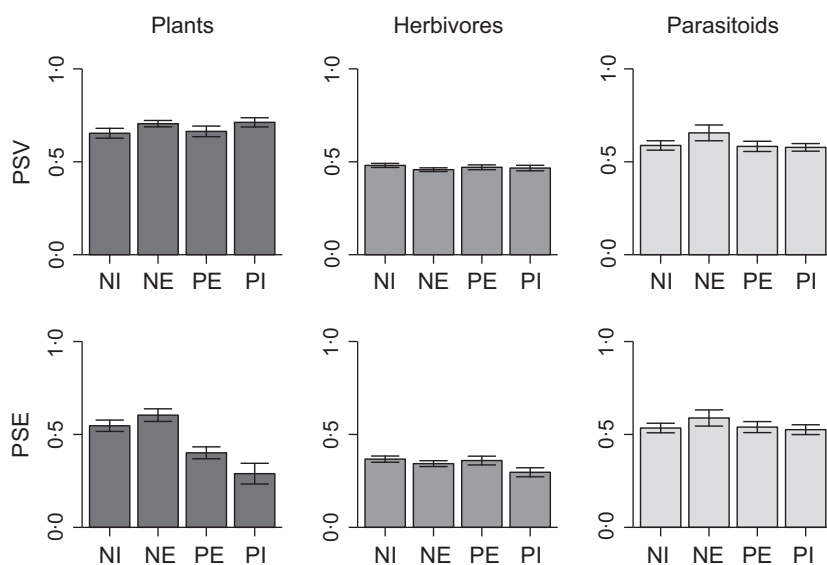 Plants Herbivores Parasitoids
PSV
1·0 1·0 1·0
0·5 0·5 0·5
0·0 0·0 0·0
NI NE PE PI NI NE PE PI NI NE PE PI
PSE
1·0 1·0 1·0
0·5 0·5 0·5
0·0 0·0 0·0
NI NE PE PI NI NE PE PI NI NE PE PI